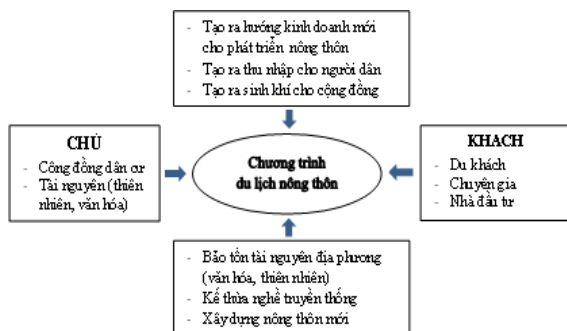 - Tạo ra hướng kinh doanh mới
cho phát triển nông thôn
- Tạo ra thu nhập cho người dân
- Tạo ra sinh khí cho cộng đồng
CHỦ
- Công đồng dân cư
- Tài nguyên (thiên
nhiên, văn hóa)
Chương trình
du lịch nông thôn
KHACH
- Du khách
- Chuyên gia
- Nhà đầu tư
- Bảo tồn tài nguyên địa phương
(văn hóa, thiên nhiên)
- Kế thừa nghề truyền thống
- Xây dựng nông thôn mới